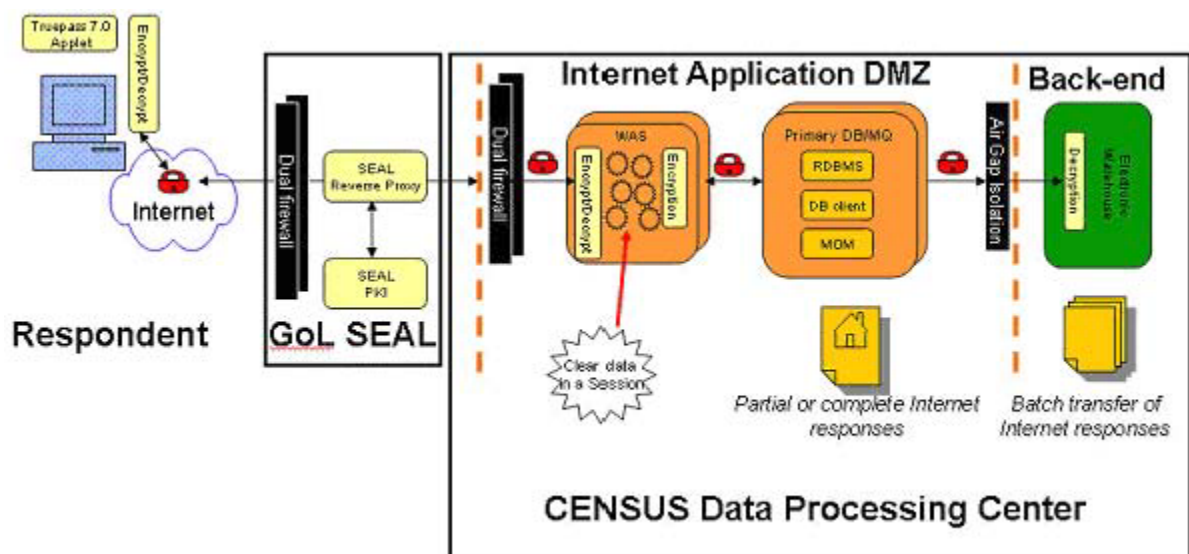 Truepass 7.0
Applet
Encrypt/Decrypt
Internet
Respondent
Dual firewall
SEAL
Reverse Proxy
SEAL
PKI
GoL SEAL
Internet Application DMZ
Dual firewall
WAS
Encrypt/Decrypt
Encryption
Clear data
in a Session
Primary DB/MQ
RDBMS
DB client
MOM
Partial or complete Internet
responses
Air Gap Isolation
Back-end
Decryption
Electronic
Warehouse
Batch transfer of
Internet responses
CENSUS Data Processing Center